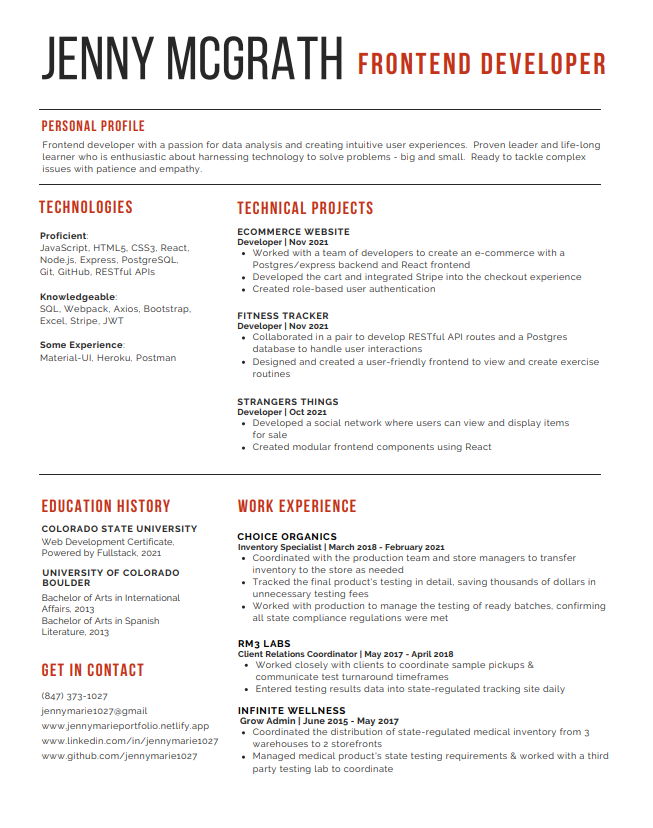 JENNY MCGRATH FRONTEND DEVELOPER
PERSONAL PROFILE
Frontend developer with a passion for data analysis and creating intuitive user experiences. Proven leader and life-long
learner who is enthusiastic about harnessing technology to solve problems - big and small. Ready to tackle complex
issues with patience and empathy.
TECHNOLOGIES
Proficient:
JavaScript, HTML5, CSS3, React,
Node.js, Express, PostgreSQL,
Git, GitHub, RESTful APIs
Knowledgeable:
SQL, Webpack, Axios, Bootstrap,
Excel, Stripe, JWT
Some Experience:
Material-UI, Heroku, Postman
TECHNICAL PROJECTS
ECOMMERCE WEBSITE
Developer | Nov 2021
• Worked with a team of developers to create an e-commerce with a
Postgres/express backend and React frontend
• Developed the cart and integrated Stripe into the checkout experience
• Created role-based user authentication
FITNESS TRACKER
Developer | Nov 2021
• Collaborated in a pair to develop RESTful API routes and a Postgres
database to handle user interactions
• Designed and created a user-friendly frontend to view and create exercise
routines
STRANGERS THINGS
Developer | Oct 2021
• Developed a social network where users can view and display items
for sale
• Created modular frontend components using React
EDUCATION HISTORY
COLORADO STATE UNIVERSITY
Web Development Certificate,
Powered by Fullstack, 2021
UNIVERSITY OF COLORADO
BOULDER
Bachelor of Arts in International
Affairs, 2013
Bachelor of Arts in Spanish
Literature, 2013
GET IN CONTACT
(847) 373-1027
jennymarie1027@gmail
www.jennymarieportfolio.netlify.app
www.linkedin.com/in/jennymarie1027
www.github.com/jennymarie1027
WORK EXPERIENCE
CHOICE ORGANICS
Inventory Specialist | March 2018 - February 2021
• Coordinated with the production team and store managers to transfer
inventory to the store as needed
• Tracked the final product's testing in detail, saving thousands of dollars in
unnecessary testing fees
• Worked with production to manage the testing of ready batches, confirming
all state compliance regulations were met
RM3 LABS
Client Relations Coordinator | May 2017 - April 2018
• Worked closely with clients to coordinate sample pickups &
communicate test turnaround timeframes
• Entered testing results data into state-regulated tracking site daily
INFINITE WELLNESS
Grow Admin | June 2015 - May 2017
• Coordinated the distribution of state-regulated medical inventory from 3
warehouses to 2 storefronts
• Managed medical product's state testing requirements & worked with a third
party testing lab to coordinate